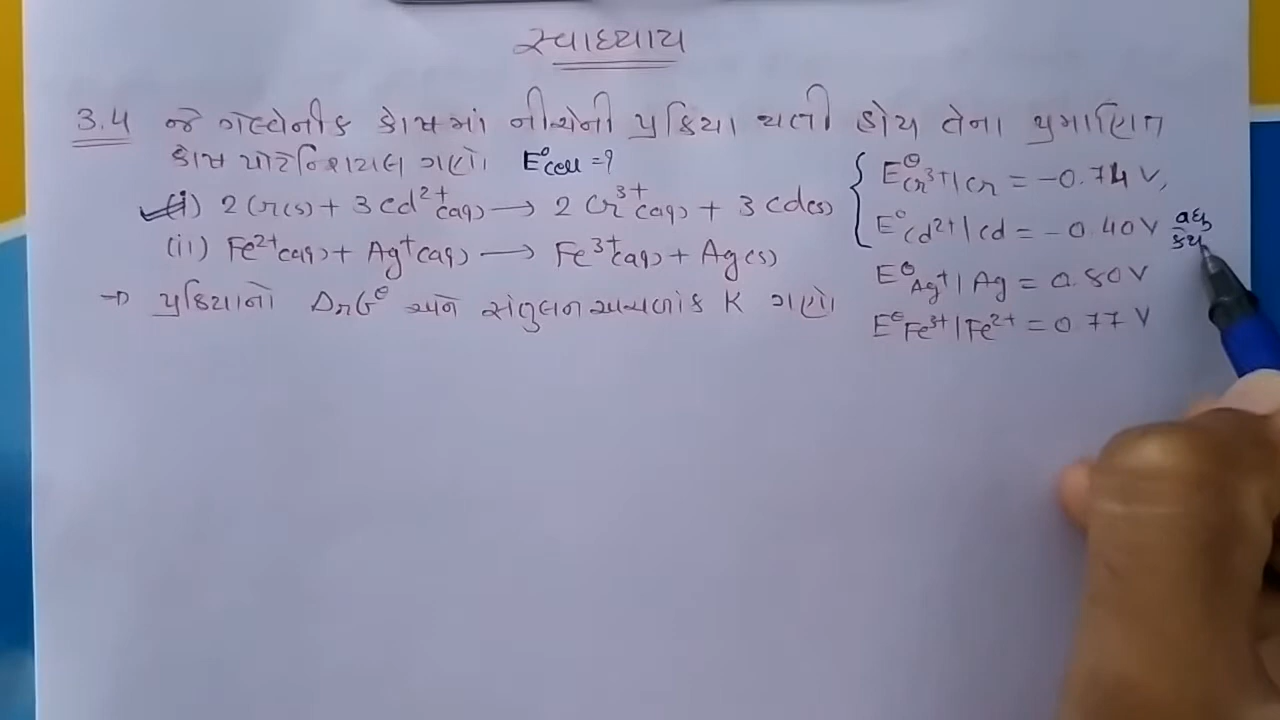 સ્વાધ્યાય
3.4 જે ગેલ્વેનીક કોષમાં નીચેની પ્રક્રિયા થતી હોય તેના પ્રમાણિત
કોષ પોટેન્શિયલ ગણો. E°cell = ?
(i) 2Cr(s) + 3Cd²⁺(aq) → 2Cr³⁺(aq) + 3Cd(s)
(ii) Fe²⁺(aq) + Ag⁺(aq) → Fe³⁺(aq) + Ag(s)
→ પ્રક્રિયાનો ΔrG⊖ અને સંતુલન અચળાંક K ગણો.
E⊖Cr³⁺|Cr = -0.74 V,
E°Cd²⁺|Cd = -0.40 V
E⊖Ag⁺|Ag = 0.80 V
E⊖Fe³⁺|Fe²⁺ = 0.77 V